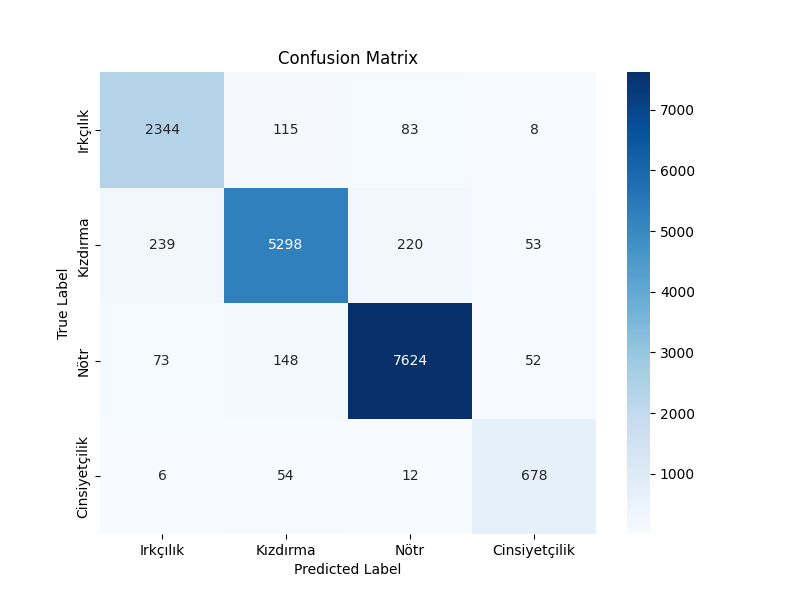 Confusion Matrix
Irkçılık 2344 115 83 8
Kızdırma 239 5298 220 53
Nötr 73 148 7624 52
Cinsiyetçilik 6 54 12 678
True Label
Irkçılık Kızdırma Nötr Cinsiyetçilik
Predicted Label
7000
6000
5000
4000
3000
2000
1000